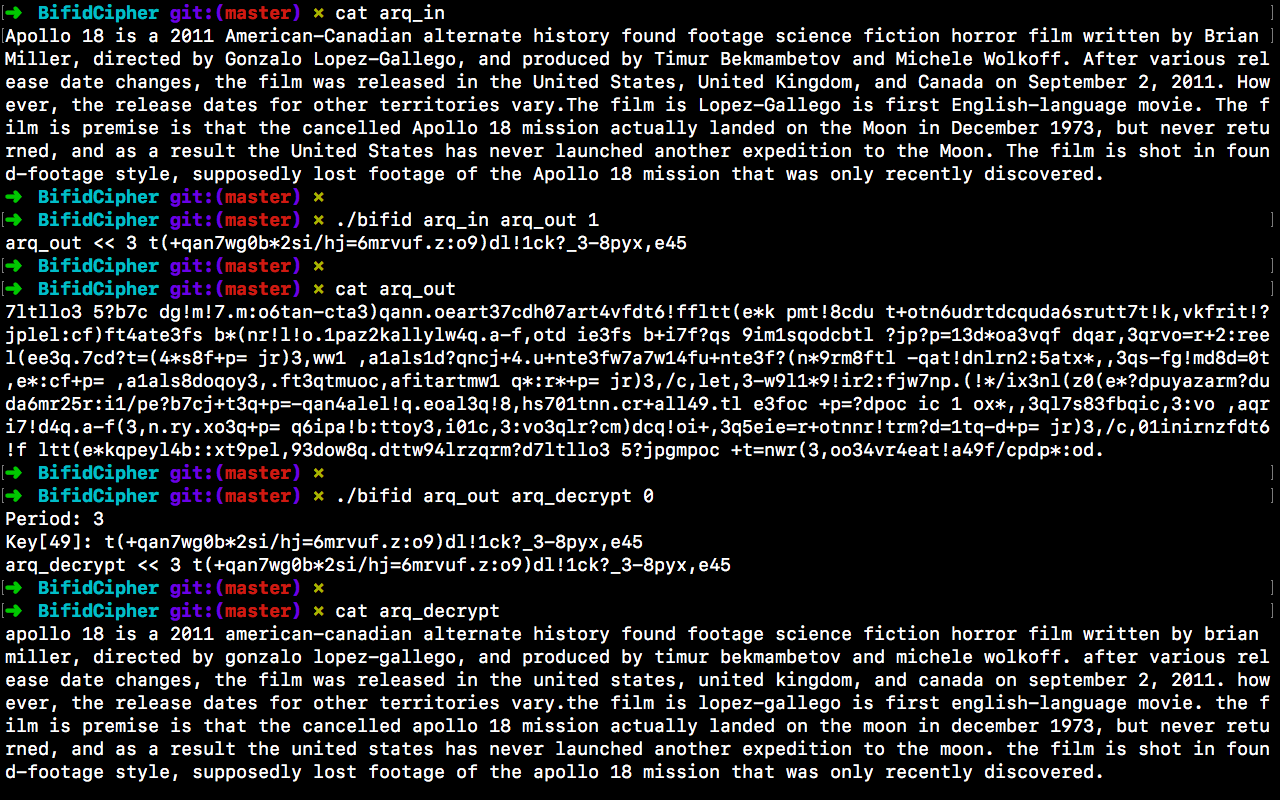 ➜  BifidCipher git:(master) ✗ cat arq_in
Apollo 18 is a 2011 American-Canadian alternate history found footage science fiction horror film written by Brian
Miller, directed by Gonzalo Lopez-Gallego, and produced by Timur Bekmambetov and Michele Wolkoff. After various rel
ease date changes, the film was released in the United States, United Kingdom, and Canada on September 2, 2011. How
ever, the release dates for other territories vary.The film is Lopez-Gallego is first English-language movie. The f
ilm is premise is that the cancelled Apollo 18 mission actually landed on the Moon in December 1973, but never retu
rned, and as a result the United States has never launched another expedition to the Moon. The film is shot in foun
d-footage style, supposedly lost footage of the Apollo 18 mission that was only recently discovered.
➜  BifidCipher git:(master) ✗
➜  BifidCipher git:(master) ✗ ./bifid arq_in arq_out 1
arq_out << 3 t(+qan7wg0b*2si/hj=6mrvuf.z:o9)dl!1ck?_3-8pyx,e45
➜  BifidCipher git:(master) ✗
➜  BifidCipher git:(master) ✗ cat arq_out
7ltllo3 5?b7c dg!m!7.m:o6tan-cta3)qann.oeart37cdh07art4vfdt6!ffltt(e*k pmt!8cdu t+otn6udrtdcquda6srutt7t!k,vkfrit!?
jplel:cf)ft4ate3fs b*(nr!l!o.1paz2kallylw4q.a-f,otd ie3fs b+i7f?qs 9im1sqodcbtl ?jp?p=13d*oa3vqf dqar,3qrvo=r+2:ree
l(ee3q.7cd?t=(4*s8f+p= jr)3,ww1 ,a1als1d?qncj+4.u+nte3fw7a7w14fu+nte3f?(n*9rm8ftl -qat!dnlrn2:5atx*,,3qs-fg!md8d=0t
,e*:cf+p= ,a1als8doqoy3,.ft3qtmuoc,afitartmw1 q*:r*+p= jr)3,/c,let,3-w9l1*9!ir2:fjw7np.(!*/ix3nl(z0(e*?dpuyazarm?du
da6mr25r:i1/pe?b7cj+t3q+p=-qan4alel!q.eoal3q!8,hs701tnn.cr+all49.tl e3foc +p=?dpoc ic 1 ox*,,3ql7s83fbqic,3:vo ,aqr
i7!d4q.a-f(3,n.ry.xo3q+p= q6ipa!b:ttoy3,i01c,3:vo3qlr?cm)dcq!oi+,3q5eie=r+otnnr!trm?d=1tq-d+p= jr)3,/c,01inirnzfdt6
!f ltt(e*kqpeyl4b::xt9pel,93dow8q.dttw94lrzqrm?d7ltllo3 5?jpgmpoc +t=nwr(3,oo34vr4eat!a49f/cpdp*:od.
➜  BifidCipher git:(master) ✗
➜  BifidCipher git:(master) ✗ ./bifid arq_out arq_decrypt 0
Period: 3
Key[49]: t(+qan7wg0b*2si/hj=6mrvuf.z:o9)dl!1ck?_3-8pyx,e45
arq_decrypt << 3 t(+qan7wg0b*2si/hj=6mrvuf.z:o9)dl!1ck?_3-8pyx,e45
➜  BifidCipher git:(master) ✗
➜  BifidCipher git:(master) ✗ cat arq_decrypt
apollo 18 is a 2011 american-canadian alternate history found footage science fiction horror film written by brian
miller, directed by gonzalo lopez-gallego, and produced by timur bekmambetov and michele wolkoff. after various rel
ease date changes, the film was released in the united states, united kingdom, and canada on september 2, 2011. how
ever, the release dates for other territories vary.the film is lopez-gallego is first english-language movie. the f
ilm is premise is that the cancelled apollo 18 mission actually landed on the moon in december 1973, but never retu
rned, and as a result the united states has never launched another expedition to the moon. the film is shot in foun
d-footage style, supposedly lost footage of the apollo 18 mission that was only recently discovered.